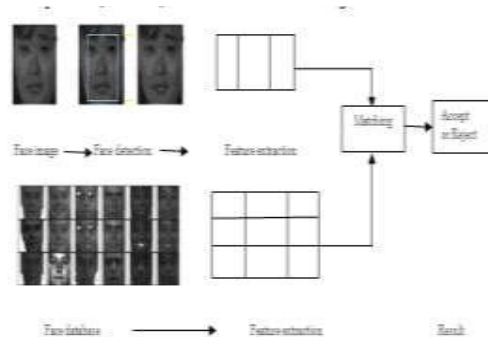 Matching
Accept
or Reject
Face image
Face detection
Feature extraction
Face database
Feature extraction
Result